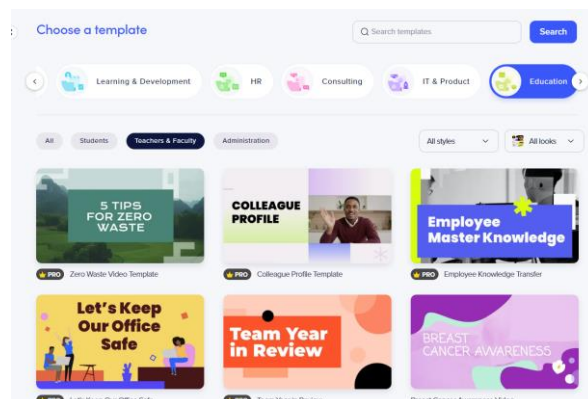 Choose a template
Search templates
Search
Learning & Development
HR
Consulting
IT & Product
Education
All
Students
Teachers & Faculty
Administration
All styles
All looks
5 TIPS
FOR ZERO
WASTE
COLLEAGUE
PROFILE
Employee
Master Knowledge
PRO Zero Waste Video Template
PRO Colleague Profile Template
PRO Employee Knowledge Transfer
Let's Keep
Our Office
Safe
Team Year
in Review
BREAST
CANCER AWARENESS